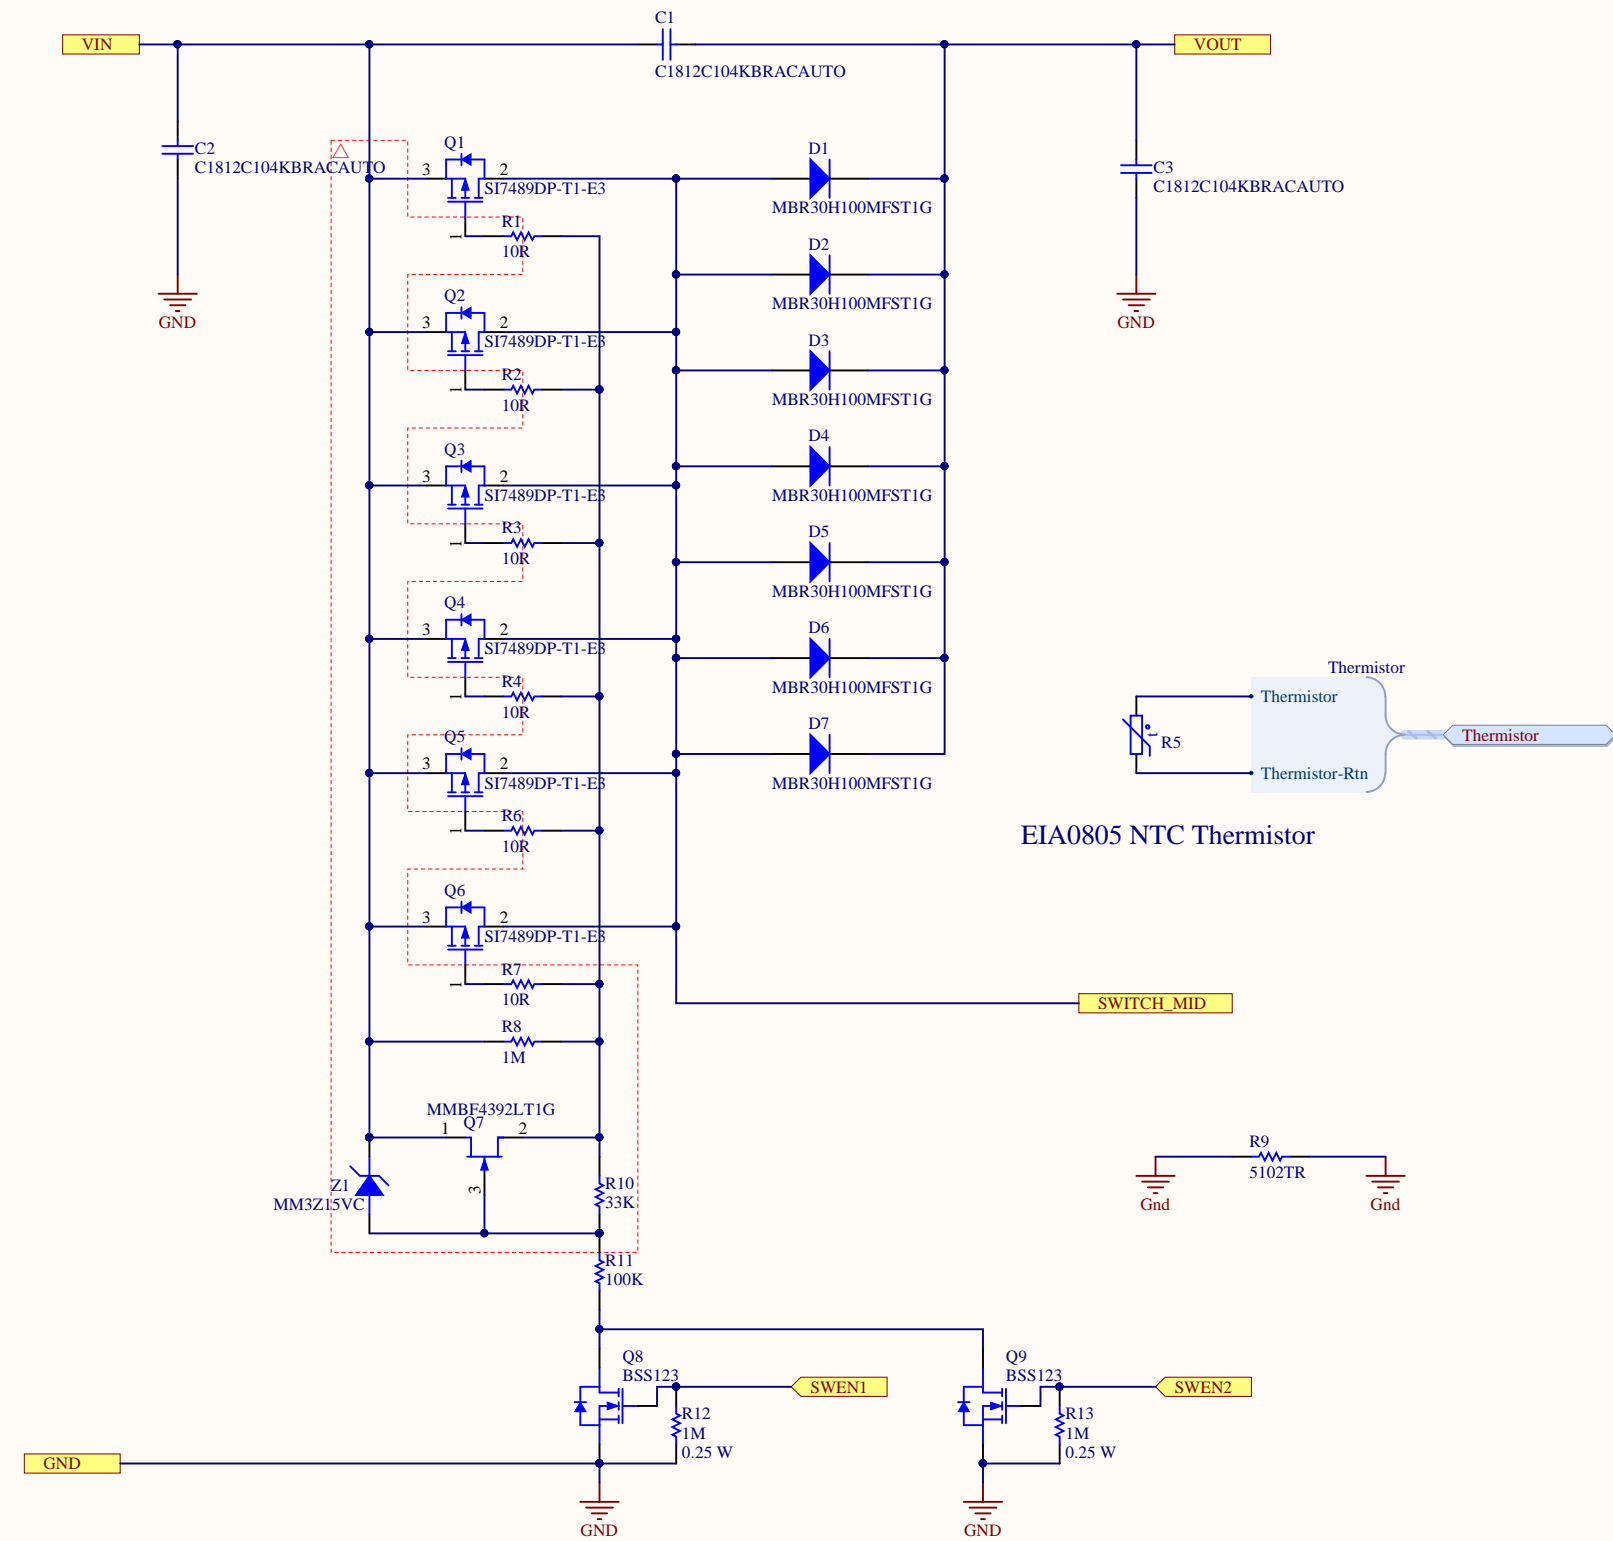 C1
VIN
VOUT
C1812C104KBRACAUTO
C2
C1812C104KBRACAUTO
GND
C3
C1812C104KBRACAUTO
GND
Q1
3
2
SI7489DP-T1-E3
1
R1
10R
Q2
3
2
SI7489DP-T1-E3
1
R2
10R
Q3
3
2
SI7489DP-T1-E3
1
R3
10R
Q4
3
2
SI7489DP-T1-E3
1
R4
10R
Q5
3
2
SI7489DP-T1-E3
1
R6
10R
Q6
3
2
SI7489DP-T1-E3
1
R7
10R
R8
1M
D1
MBR30H100MFST1G
D2
MBR30H100MFST1G
D3
MBR30H100MFST1G
D4
MBR30H100MFST1G
D5
MBR30H100MFST1G
D6
MBR30H100MFST1G
D7
MBR30H100MFST1G
SWITCH_MID
Thermistor
Thermistor
t
R5
Thermistor
Thermistor-Rtn
EIA0805 NTC Thermistor
MMBF4392LT1G
Q7
1
2
3
Z1
MM3Z15VC
R10
33K
R11
100K
R9
5102TR
Gnd
Gnd
Q8
BSS123
SWEN1
R12
1M
0.25 W
Q9
BSS123
SWEN2
R13
1M
0.25 W
GND
GND
GND